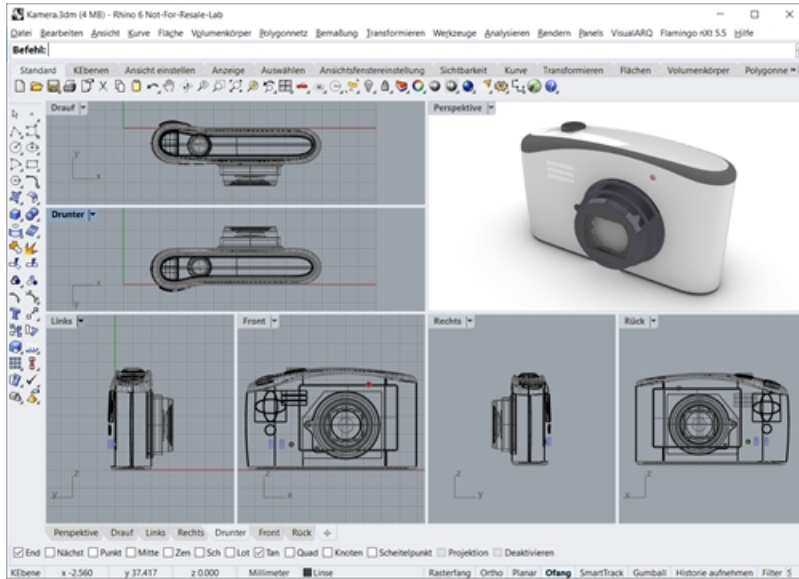 Kamera.3dm (4 MB) - Rhino 6 Not-For-Resale-Lab
Datei Bearbeiten Ansicht Kurve Fläche Volumenkörper Polygonnetz Bemaßung Transformieren Werkzeuge Analysieren Rendern Panels VisualARQ Flamingo nXt 5.5 Hilfe
Befehl:
Standard KEbenen Ansicht einstellen Anzeige Auswählen Ansichtsfenstereinstellung Sichtbarkeit Kurve Transformieren Flächen Volumenkörper Polygonne »
Drauf
Perspektive
y
x
Drunter
y
Links
Front
Rechts
Rück
z
y
z
x
z
y
z
x
Perspektive Drauf Links Rechts Drunter Front Rück
End Nächst Punkt Mitte Zen Sch Lot Tan Quad Knoten Scheitelpunkt Projektion Deaktivieren
KEbene x -2.560 y 37.417 z 0.000 Millimeter Linse Rasterfang Ortho Planar Ofang SmartTrack Gumball Historie aufnehmen Filter S